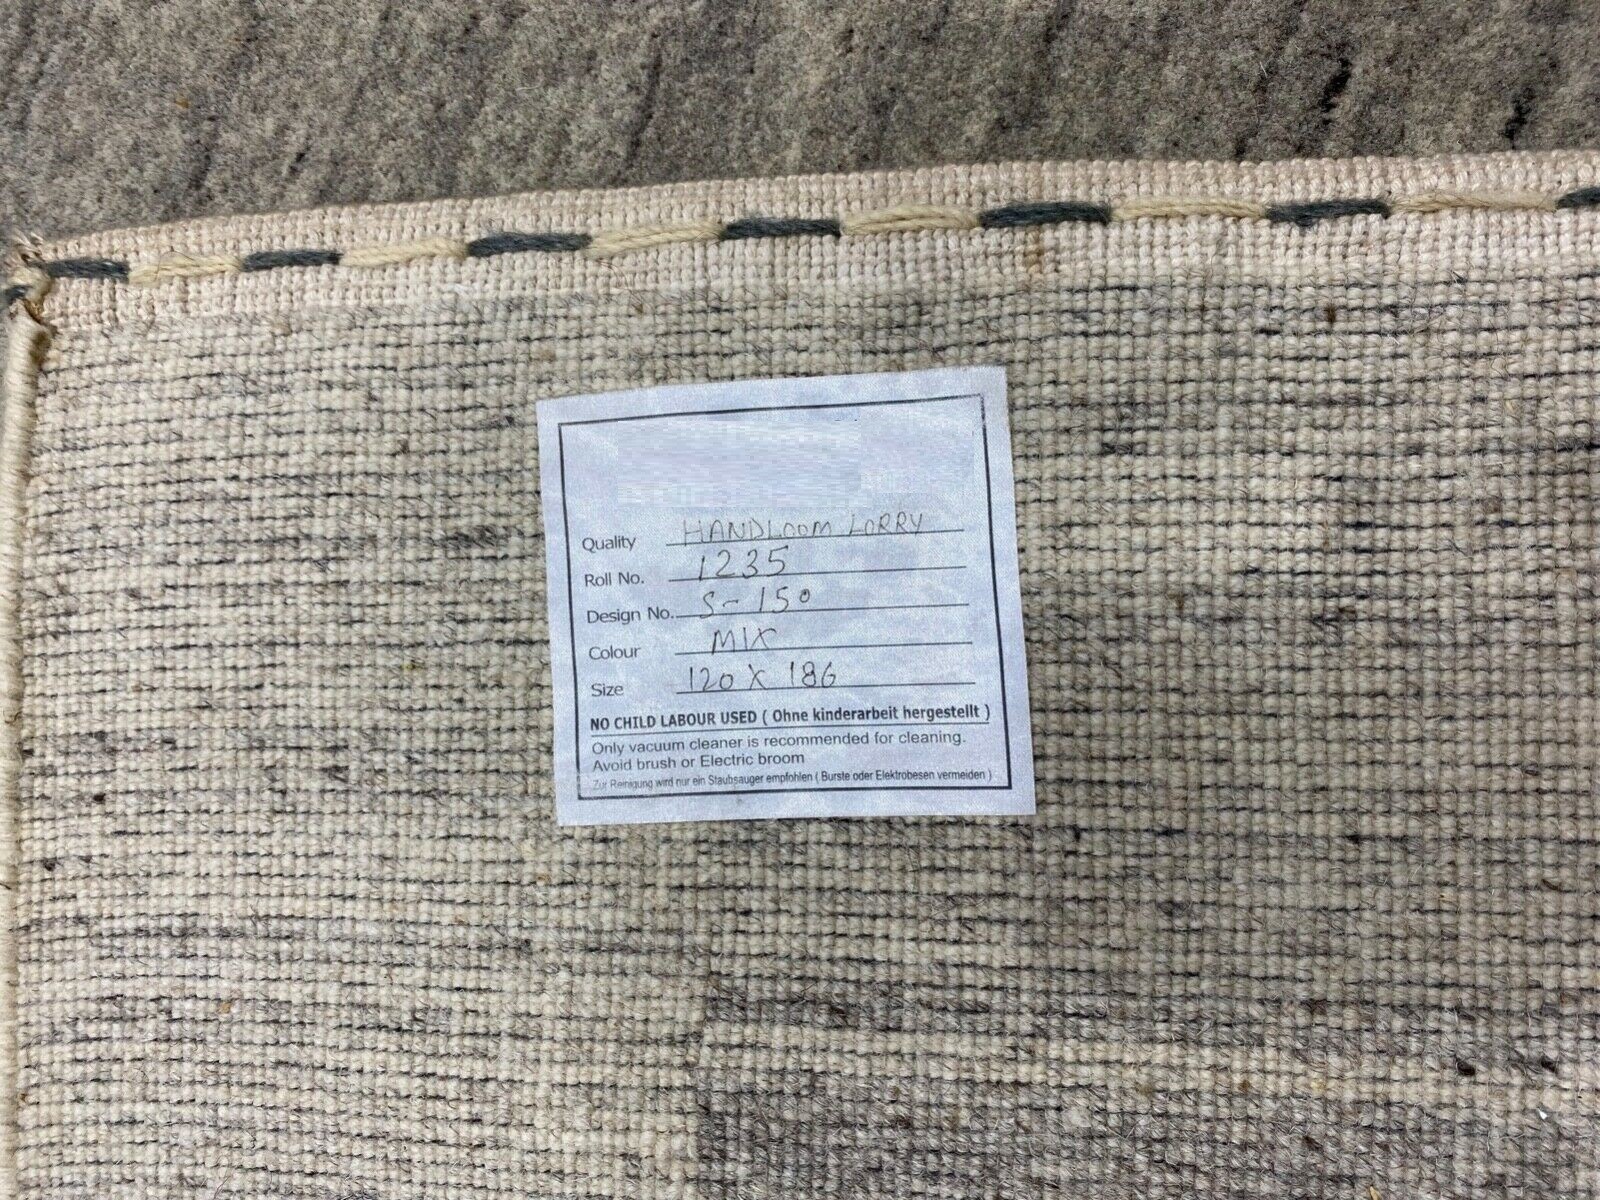 Quality HANDLOOM LORRY
Roll No. 1235
Design No. S-150
Colour MIX
Size 120 X 186
NO CHILD LABOUR USED ( Ohne kinderarbeit hergestellt )
Only vacuum cleaner is recommended for cleaning.
Avoid brush or Electric broom
Zur Reinigung wird nur ein Staubsauger empfohlen ( Burste oder Elektrobesen vermeiden )